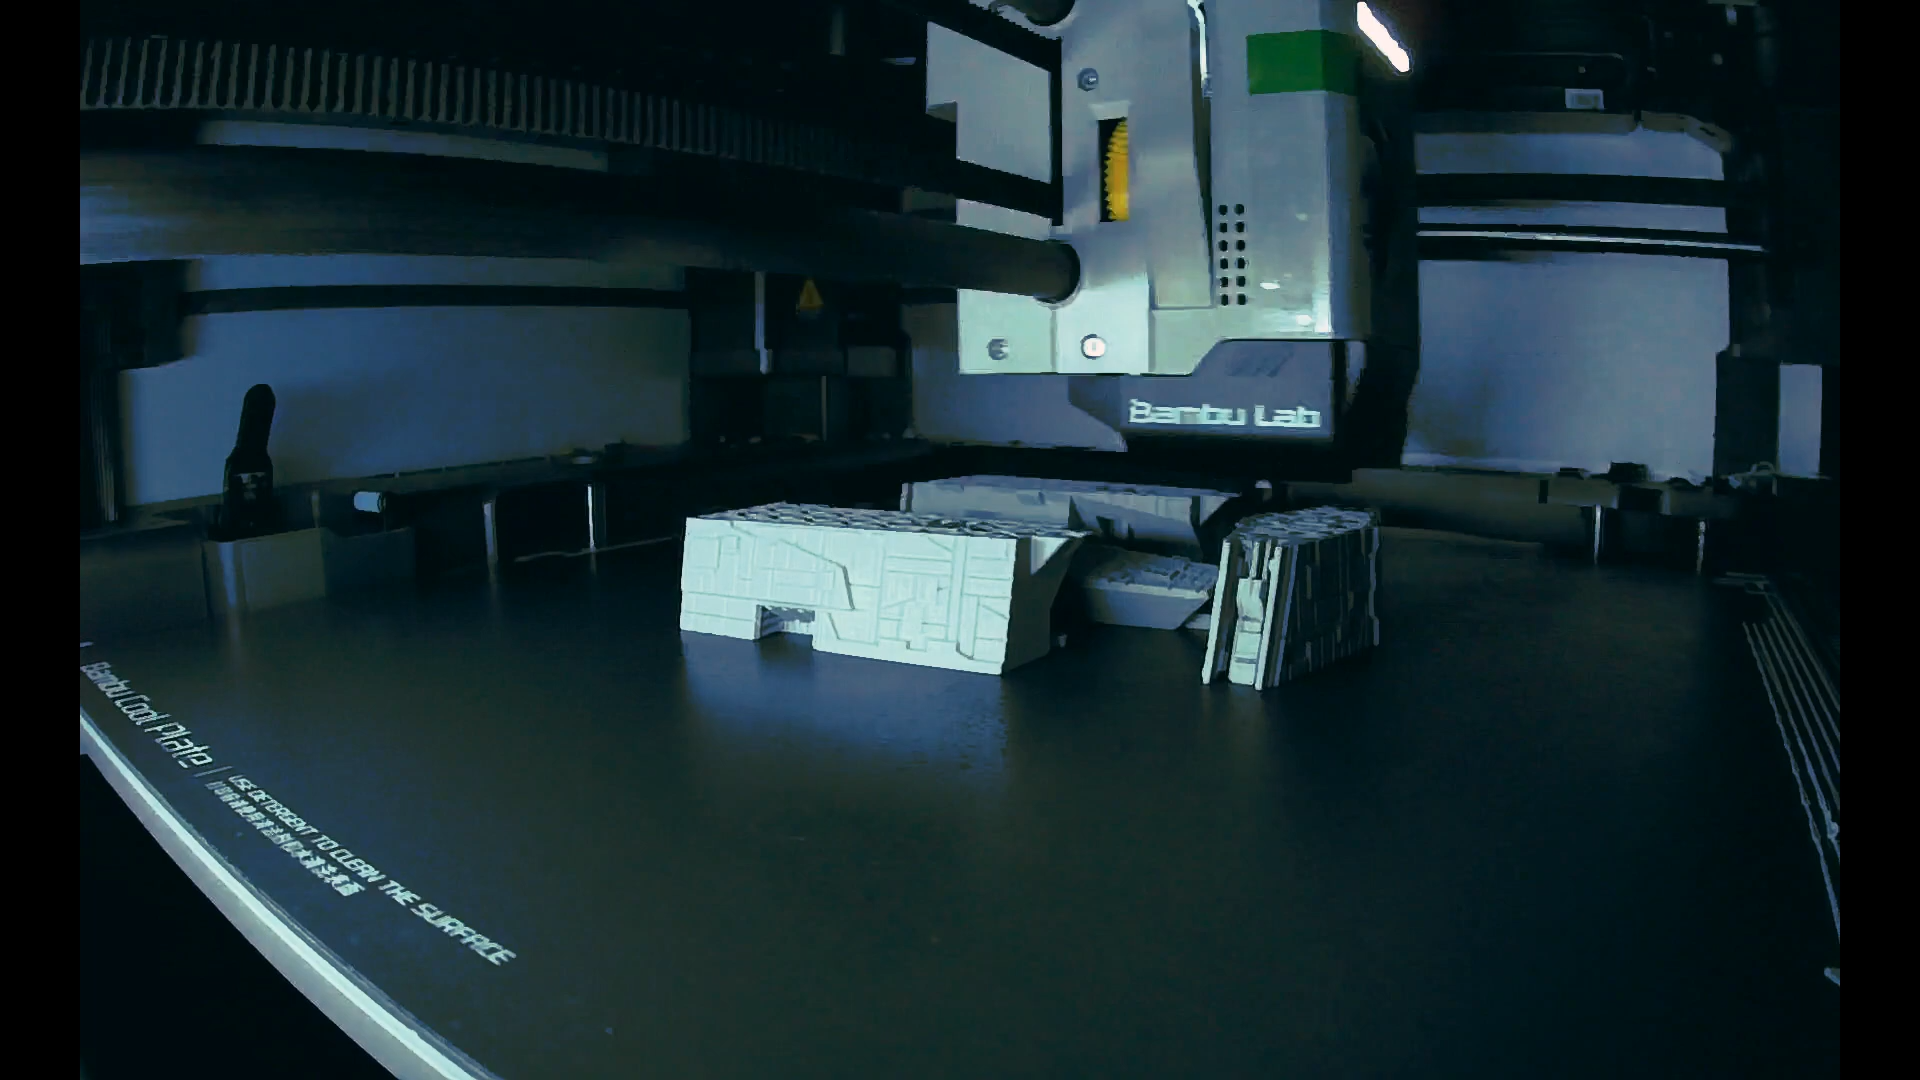 Bambu Lab
Bambu Cool Plate |
USE DETERGENT TO CLEAN THE SURFACE